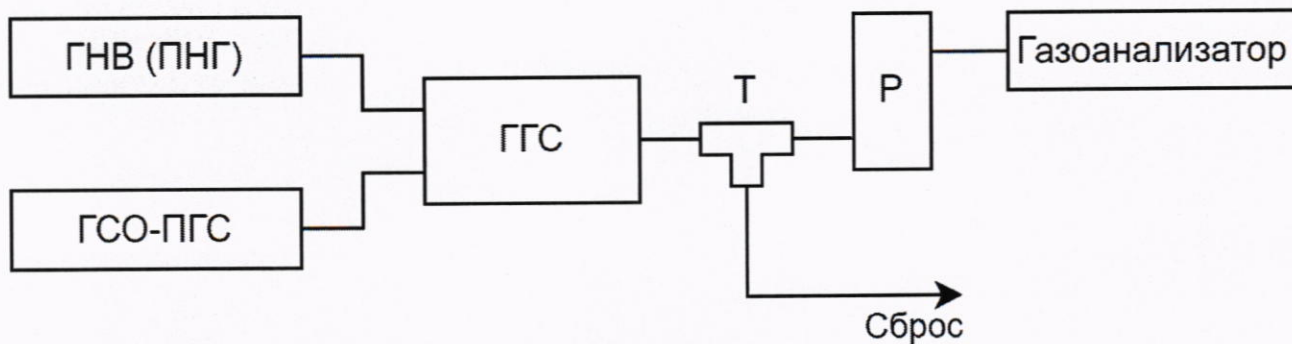 ГНВ (ПНГ)
ГСО-ПГС
ГГС
Т
Р
Газоанализатор
Сброс